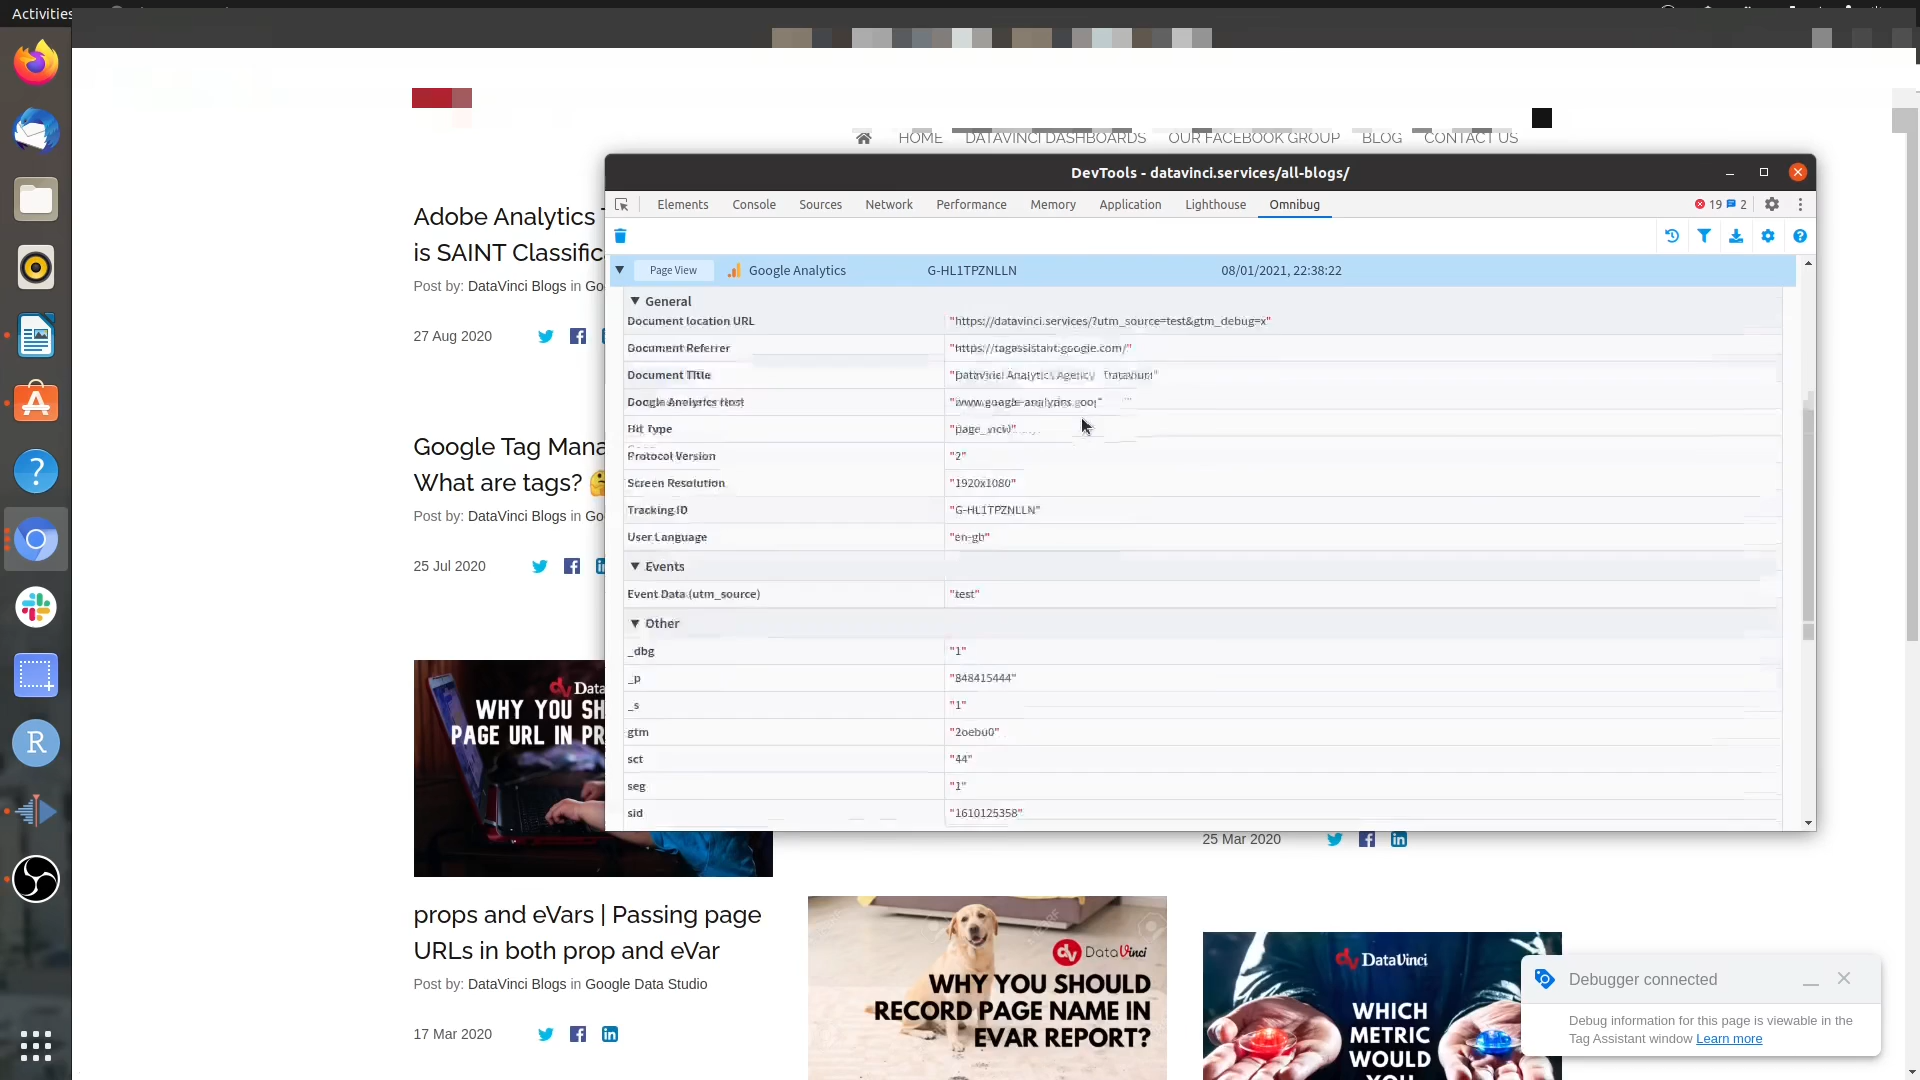 Activities
HOME DATAVINCI DASHBOARDS OUR FACEBOOK GROUP BLOG CONTACT US
DevTools - datavinci.services/all-blogs/
Elements Console Sources Network Performance Memory Application Lighthouse Omnibug 19 2
Page View Google Analytics G-HL1TPZNLLN 08/01/2021, 22:38:22
General
Document location URL "https://datavinci.services/?utm_source=test&gtm_debug=x"
Document Referrer "https://tagassistant.google.com/"
Document Title
Hit Type
Protocol Version "2"
Screen Resolution "1920x1080"
Tracking ID "G-HL1TPZNLLN"
User Language "en-gb"
Events
Event Data (utm_source) "test"
Other
_dbg "1"
_p "848415444"
_s "1"
gtm "2oebu0"
sct "44"
seg "1"
sid "1610125358"
Adobe Analytics
is SAINT
Post by: DataVinci Blogs in
27 Aug 2020
Google Tag
What are tags? 🤔
Post by: DataVinci Blogs in
25 Jul 2020
WHY YOU
PAGE URL IN
props and eVars | Passing page
URLs in both prop and eVar
Post by: DataVinci Blogs in Google Data Studio
17 Mar 2020
DataVinci
WHY YOU SHOULD
RECORD PAGE NAME IN
EVAR REPORT?
25 Mar 2020
DataVinci
WHICH
METRIC
WOULD
Debugger connected
Debug information for this page is viewable in the
Tag Assistant window Learn more